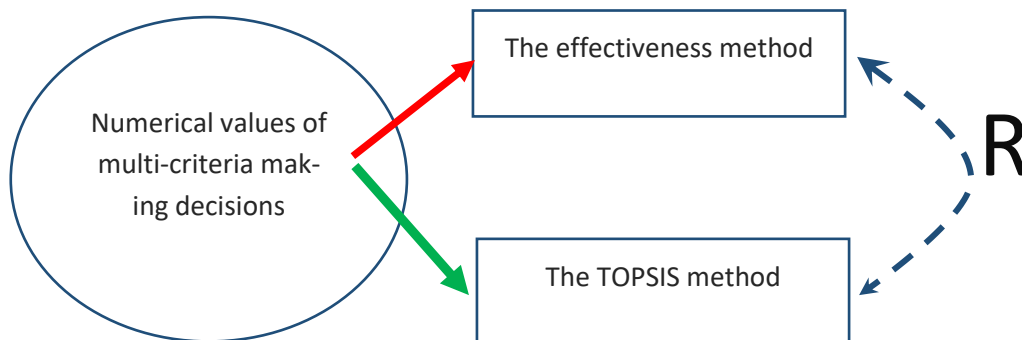 The effectiveness method
Numerical values of
multi-criteria mak-
ing decisions
R
The TOPSIS method